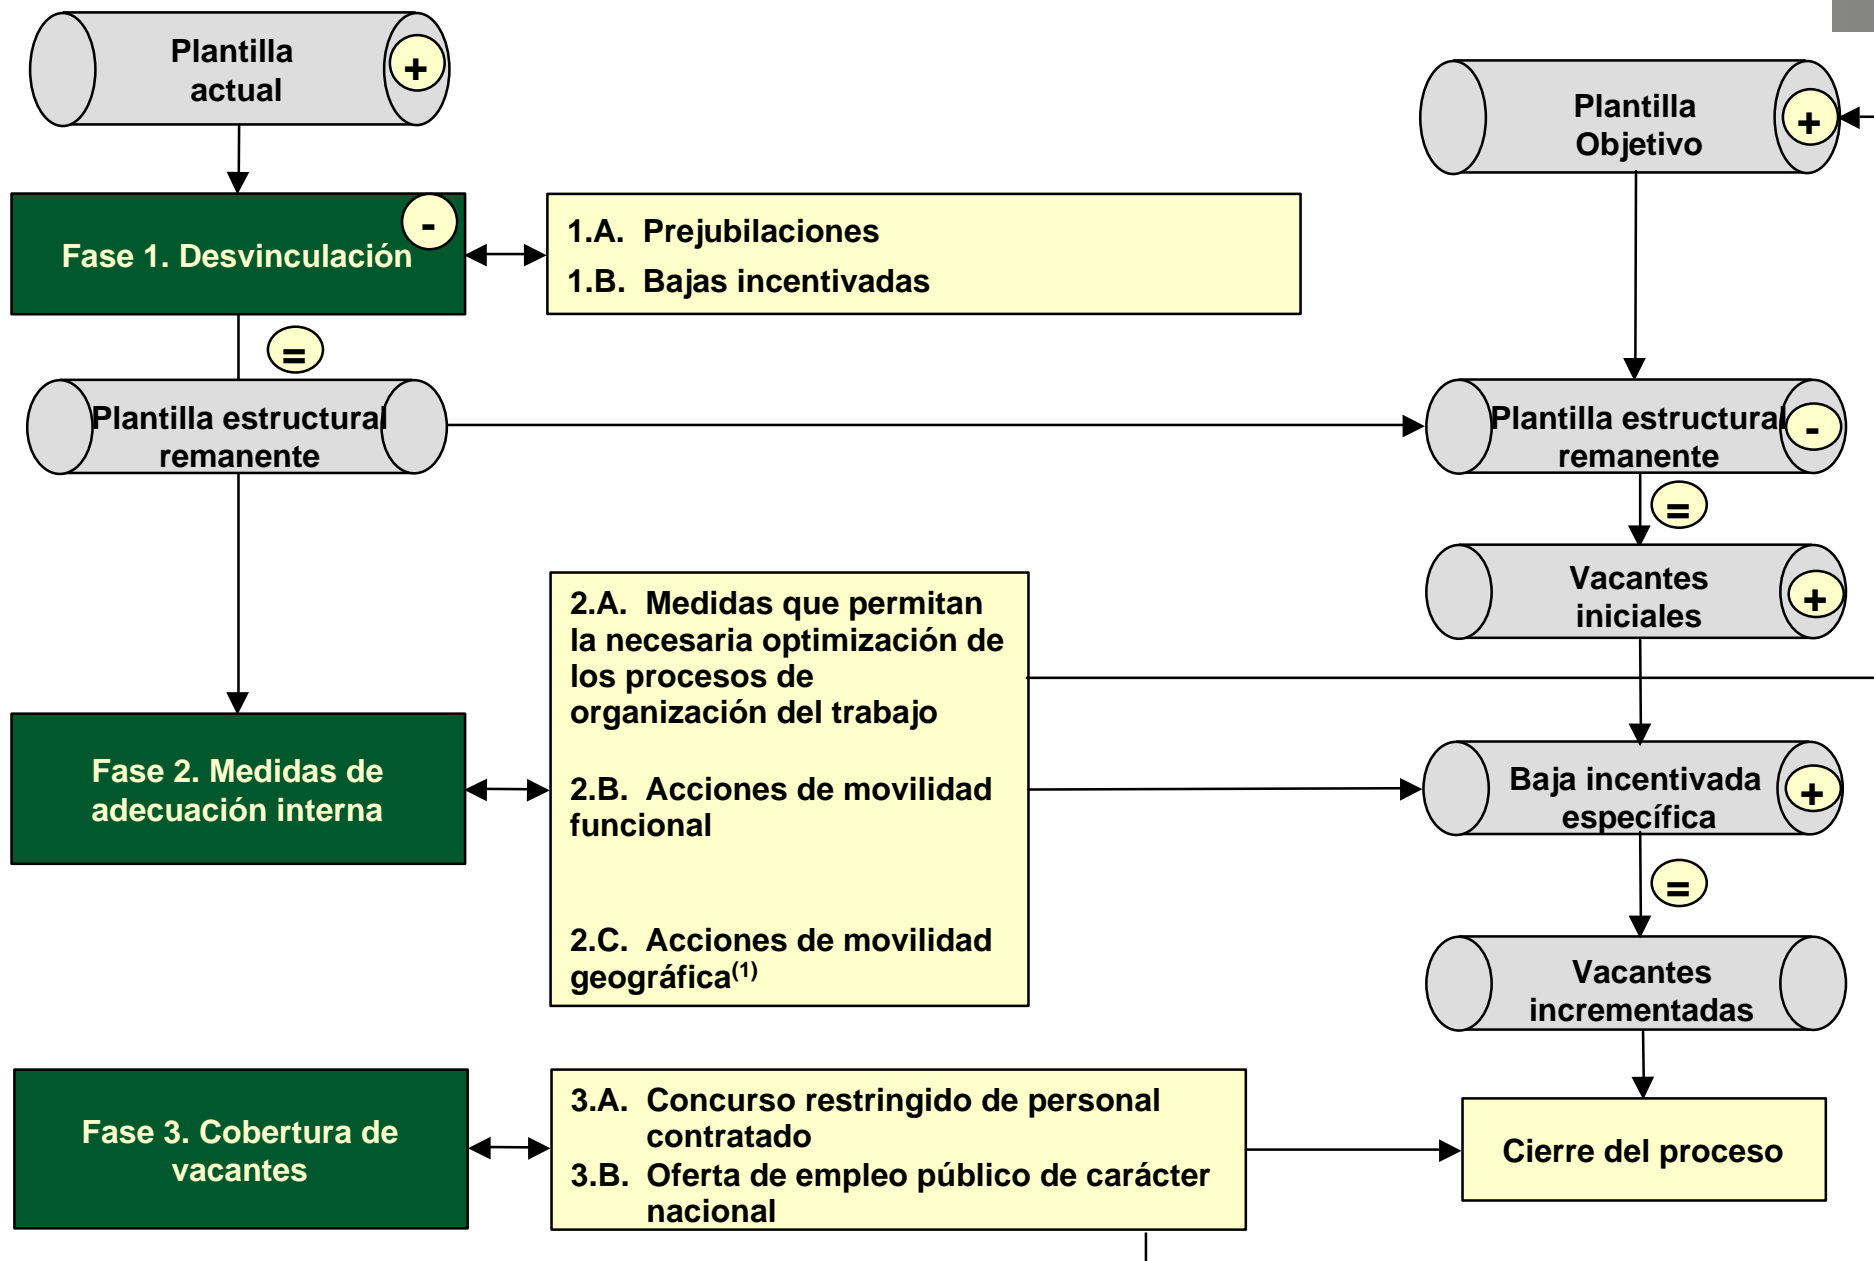 Plantilla
actual
+
Plantilla
Objetivo
+
Fase 1. Desvinculación
-
1.A. Prejubilaciones
1.B. Bajas incentivadas
=
Plantilla estructural
remanente
Plantilla estructural
remanente
-
=
Vacantes
iniciales
+
Fase 2. Medidas de
adecuación interna
2.A. Medidas que permitan
la necesaria optimización de
los procesos de
organización del trabajo
2.B. Acciones de movilidad
funcional
2.C. Acciones de movilidad
geográfica(1)
Baja incentivada
específica
+
=
Vacantes
incrementadas
Fase 3. Cobertura de
vacantes
3.A. Concurso restringido de personal
contratado
3.B. Oferta de empleo público de carácter
nacional
Cierre del proceso